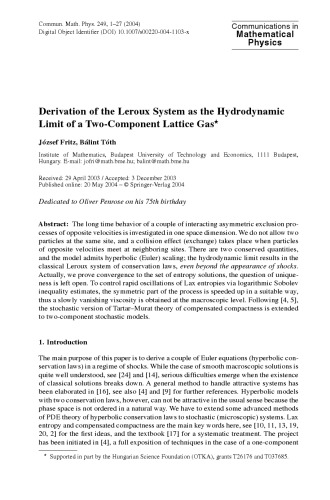 Commun. Math. Phys. 249, 1–27 (2004)
Digital Object Identifier (DOI) 10.1007/s00220-004-1103-x
Communications in
Mathematical
Physics
Derivation of the Leroux System as the Hydrodynamic
Limit of a Two-Component Lattice Gas*
József Fritz, Bálint Tóth
Institute of Mathematics, Budapest University of Technology and Economics, 1111 Budapest,
Hungary. E-mail: jofri@math.bme.hu; balint@math.bme.hu
Received: 29 April 2003 / Accepted: 3 December 2003
Published online: 20 May 2004 – © Springer-Verlag 2004
Dedicated to Oliver Penrose on his 75th birthday
Abstract: The long time behavior of a couple of interacting asymmetric exclusion pro-
cesses of opposite velocities is investigated in one space dimension. We do not allow two
particles at the same site, and a collision effect (exchange) takes place when particles
of opposite velocities meet at neighboring sites. There are two conserved quantities,
and the model admits hyperbolic (Euler) scaling; the hydrodynamic limit results in the
classical Leroux system of conservation laws, even beyond the appearance of shocks.
Actually, we prove convergence to the set of entropy solutions, the question of unique-
ness is left open. To control rapid oscillations of Lax entropies via logarithmic Sobolev
inequality estimates, the symmetric part of the process is speeded up in a suitable way,
thus a slowly vanishing viscosity is obtained at the macroscopic level. Following [4, 5],
the stochastic version of Tartar–Murat theory of compensated compactness is extended
to two-component stochastic models.
1. Introduction
The main purpose of this paper is to derive a couple of Euler equations (hyperbolic con-
servation laws) in a regime of shocks. While the case of smooth macroscopic solutions is
quite well understood, see [24] and [14], serious difficulties emerge when the existence
of classical solutions breaks down. A general method to handle attractive systems has
been elaborated in [16], see also [4] and [9] for further references. Hyperbolic models
with two conservation laws, however, can not be attractive in the usual sense because the
phase space is not ordered in a natural way. We have to extend some advanced methods
of PDE theory of hyperbolic conservation laws to stochastic (microscopic) systems. Lax
entropy and compensated compactness are the main key words here, see [10, 11, 13, 19,
20, 2] for the first ideas, and the textbook [17] for a systematic treatment. The project
has been initiated in [4], a full exposition of techniques in the case of a one-component
* Supported in part by the Hungarian Science Foundation (OTKA), grants T26176 and T037685.